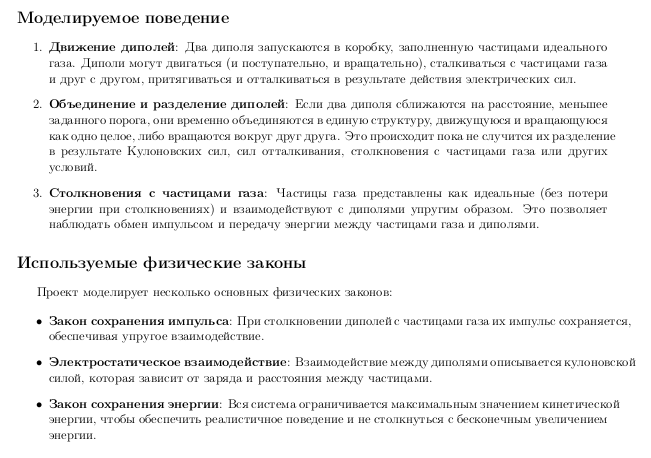 Моделируемое поведение
1. Движение диполей: Два диполя запускаются в коробку, заполненную частицами идеального
газа. Диполи могут двигаться (и поступательно, и вращательно), сталкиваться с частицами газа
и друг с другом, притягиваться и отталкиваться в результате действия электрических сил.
2. Объединение и разделение диполей: Если два диполя сближаются на расстояние, меньшее
заданного порога, они временно объединяются в единую структуру, движущуюся и вращающуюся
как одно целое, либо вращаются вокруг друг друга. Это происходит пока не случится их разделение
в результате Кулоновских сил, сил отталкивания, столкновения с частицами газа или других
условий.
3. Столкновения с частицами газа: Частицы газа представлены как идеальные (без потери
энергии при столкновениях) и взаимодействуют с диполями упругим образом. Это позволяет
наблюдать обмен импульсом и передачу энергии между частицами газа и диполями.
Используемые физические законы
Проект моделирует несколько основных физических законов:
• Закон сохранения импульса: При столкновении диполей с частицами газа их импульс сохраняется,
обеспечивая упругое взаимодействие.
• Электростатическое взаимодействие: Взаимодействие между диполями описывается кулоновской
силой, которая зависит от заряда и расстояния между частицами.
• Закон сохранения энергии: Вся система ограничивается максимальным значением кинетической
энергии, чтобы обеспечить реалистичное поведение и не столкнуться с бесконечным увеличением
энергии.